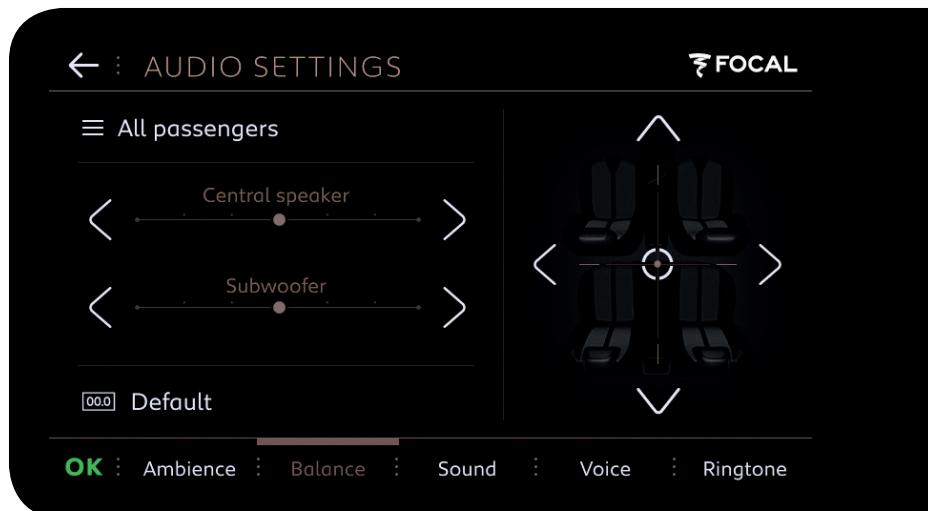 AUDIO SETTINGS
FOCAL
All passengers
Central speaker
Subwoofer
00.0 Default
OK Ambience Balance Sound Voice Ringtone